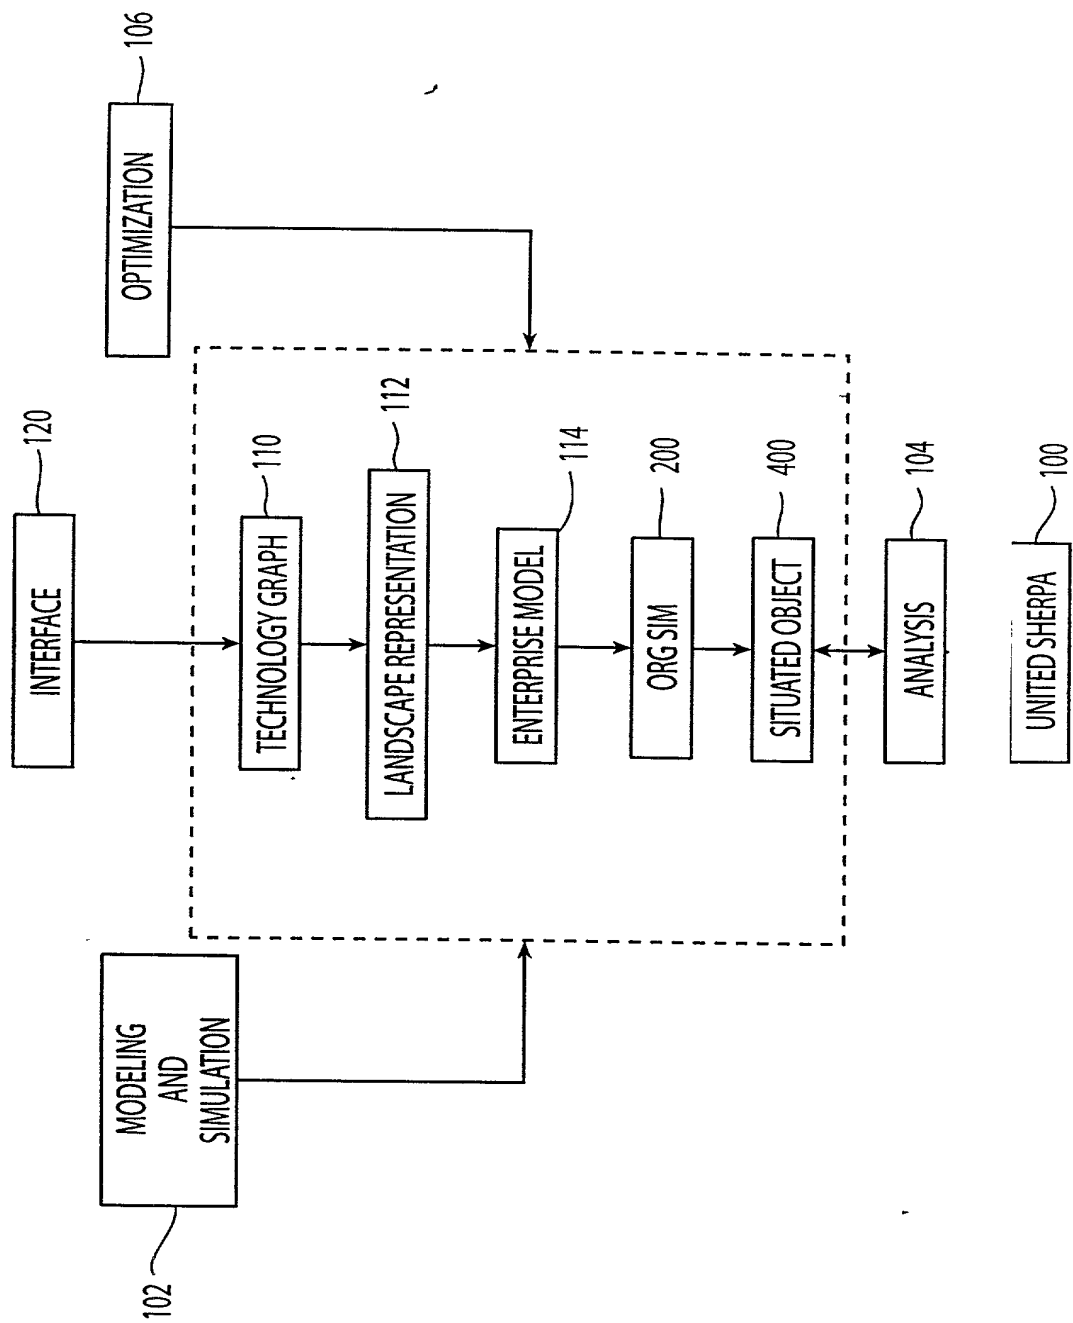 INTERFACE
120
OPTIMIZATION
106
MODELING
AND
SIMULATION
102
TECHNOLOGY GRAPH
110
LANDSCAPE REPRESENTATION
112
ENTERPRISE MODEL
114
ORG SIM
200
SITUATED OBJECT
400
ANALYSIS
104
UNITED SHERPA
100